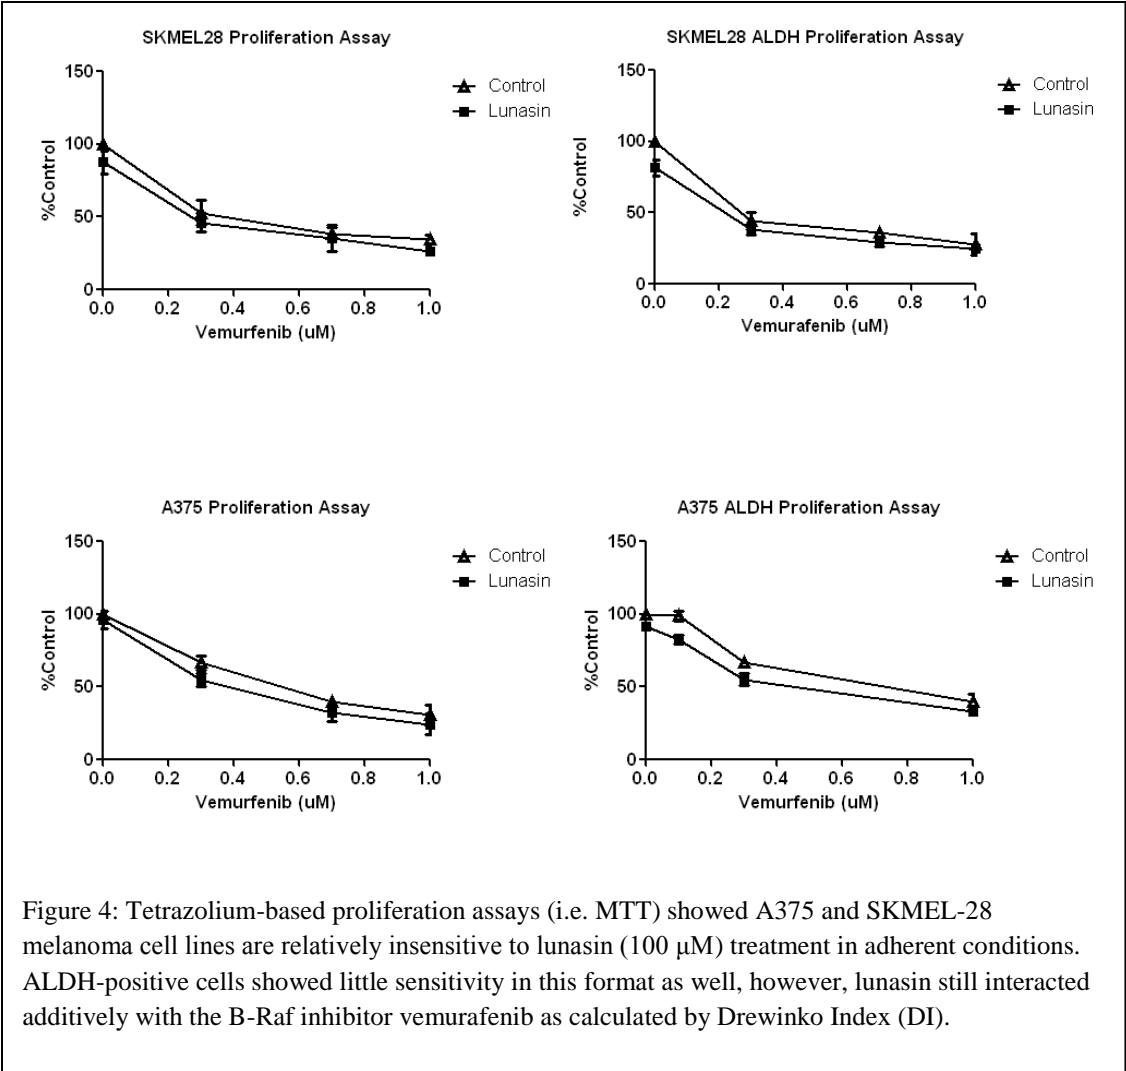 SKMEL28 Proliferation Assay
150
100
50
0
%Control
0.0 0.2 0.4 0.6 0.8 1.0
Vemurfenib (uM)
Control
Lunasin
SKMEL28 ALDH Proliferation Assay
150
100
50
0
%Control
0.0 0.2 0.4 0.6 0.8 1.0
Vemurafenib (uM)
Control
Lunasin
A375 Proliferation Assay
150
100
50
0
%Control
0.0 0.2 0.4 0.6 0.8 1.0
Vemurfenib (uM)
Control
Lunasin
A375 ALDH Proliferation Assay
150
100
50
0
%Control
0.0 0.2 0.4 0.6 0.8 1.0
Vemurfenib (uM)
Control
Lunasin
Figure 4: Tetrazolium-based proliferation assays (i.e. MTT) showed A375 and SKMEL-28
melanoma cell lines are relatively insensitive to lunasin (100 μM) treatment in adherent conditions.
ALDH-positive cells showed little sensitivity in this format as well, however, lunasin still interacted
additively with the B-Raf inhibitor vemurafenib as calculated by Drewinko Index (DI).